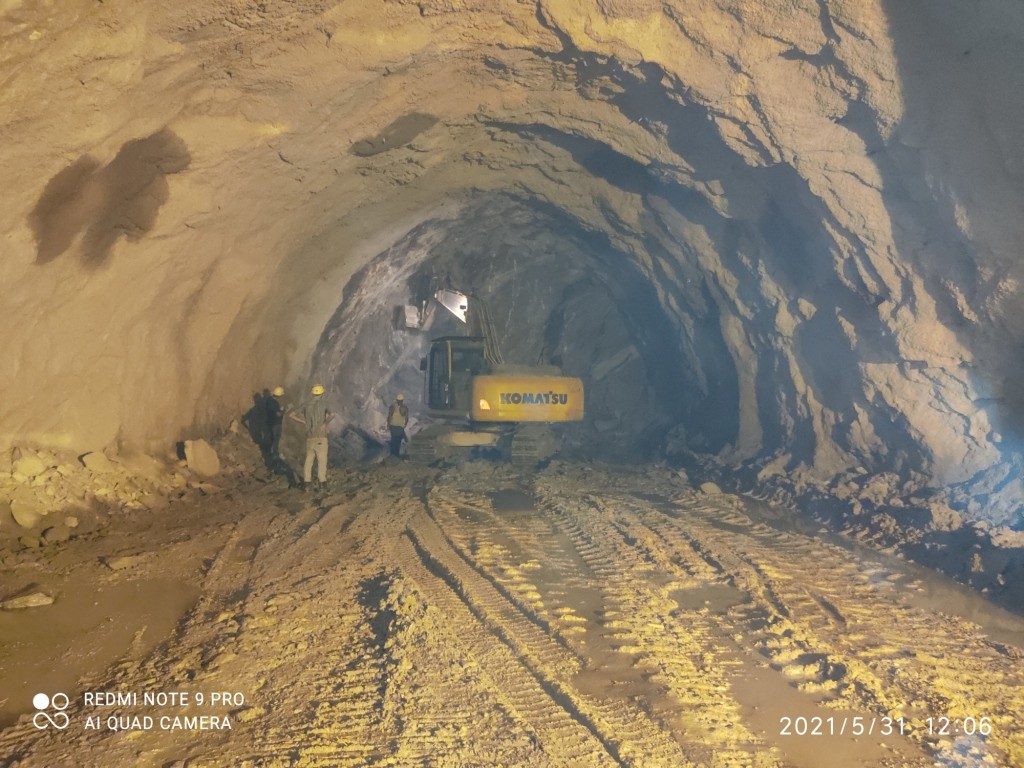 KOMATSU
REDMI NOTE 9 PRO
AI QUAD CAMERA
2021/5/31 12:06